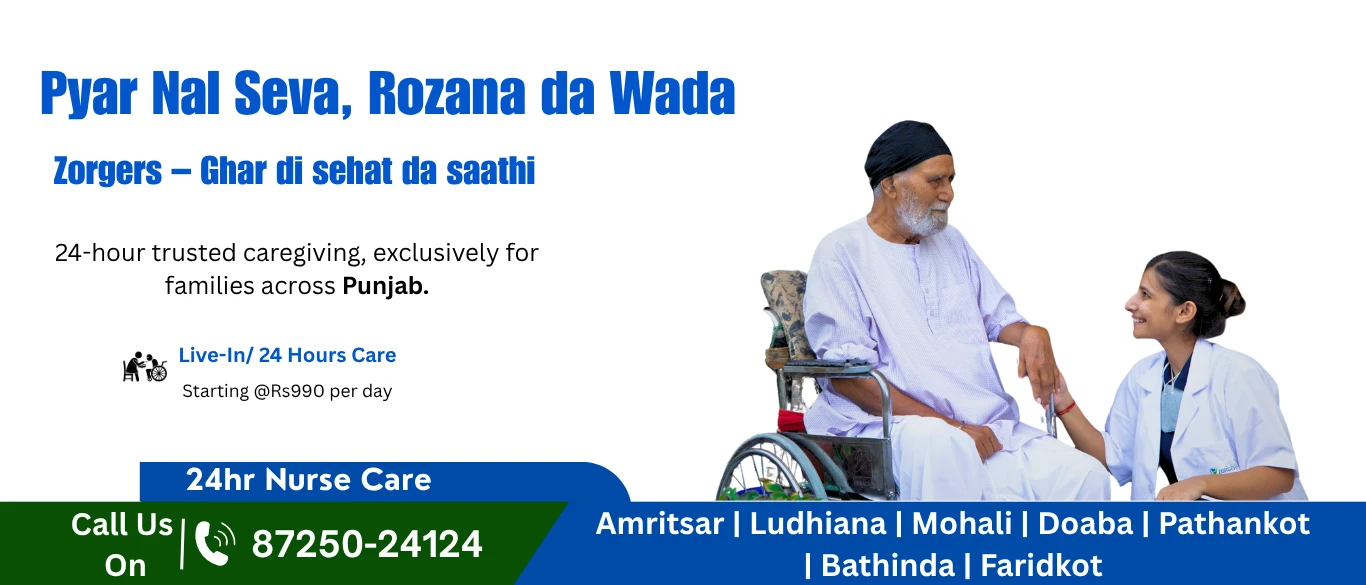 Pyar Nal Seva, Rozana da Wada
Zorgers – Ghar di sehat da saathi
24-hour trusted caregiving, exclusively for
families across Punjab.
Live-In/ 24 Hours Care
Starting @Rs990 per day
24hr Nurse Care
Call Us
On
87250-24124
Amritsar | Ludhiana | Mohali | Doaba | Pathankot
| Bathinda | Faridkot